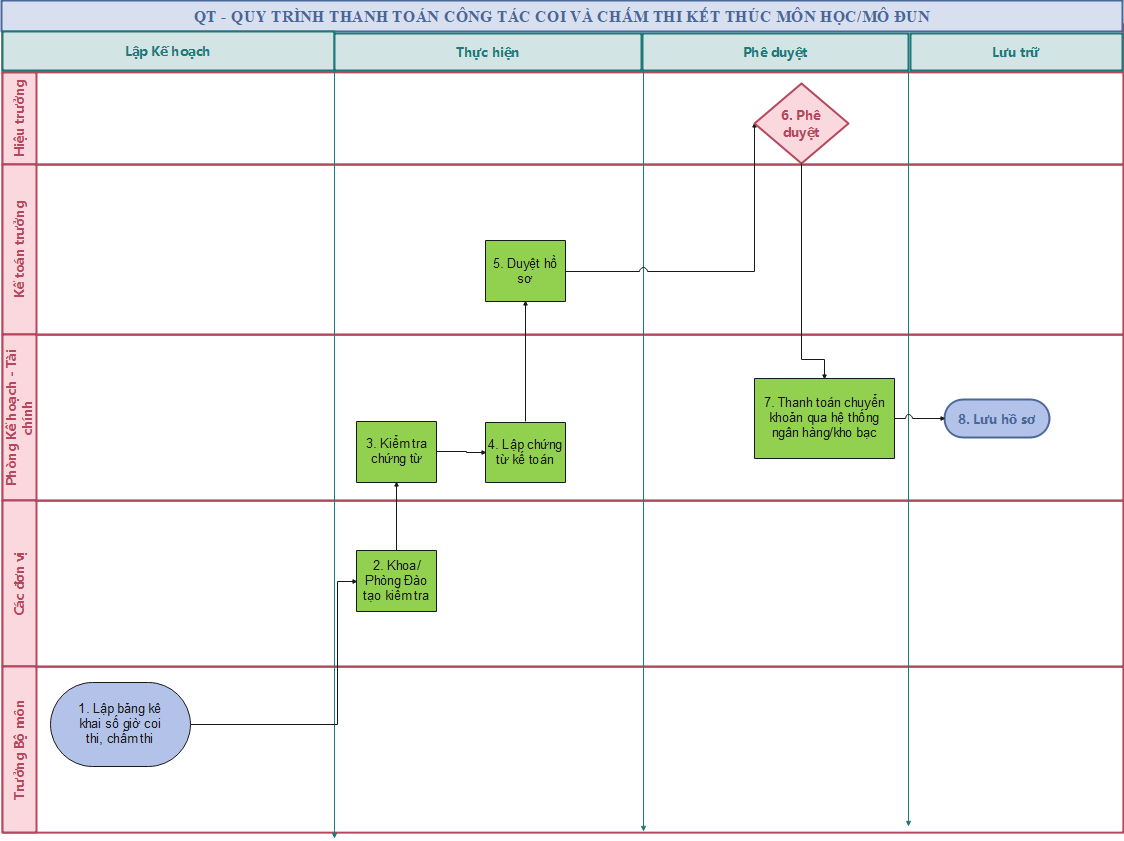 QT - QUY TRÌNH THANH TOÁN CÔNG TÁC COI VÀ CHẤM THI KẾT THÚC MÔN HỌC/MÔ ĐUN
Lập Kế hoạch
Thực hiện
Phê duyệt
Lưu trữ
Hiệu trưởng
6. Phê
duyệt
Kế toán trưởng
5. Duyệt hồ
sơ
Phòng Kế hoạch - Tài
chính
3. Kiểm tra
chứng từ
4. Lập chứng
từ kế toán
7. Thanh toán chuyển
khoản qua hệ thống
ngân hàng/kho bạc
8. Lưu hồ sơ
Các đơn vị
2. Khoa/
Phòng Đào
tạo kiểm tra
Trưởng Bộ môn
1. Lập bảng kê
khai số giờ coi
thi, chấm thi